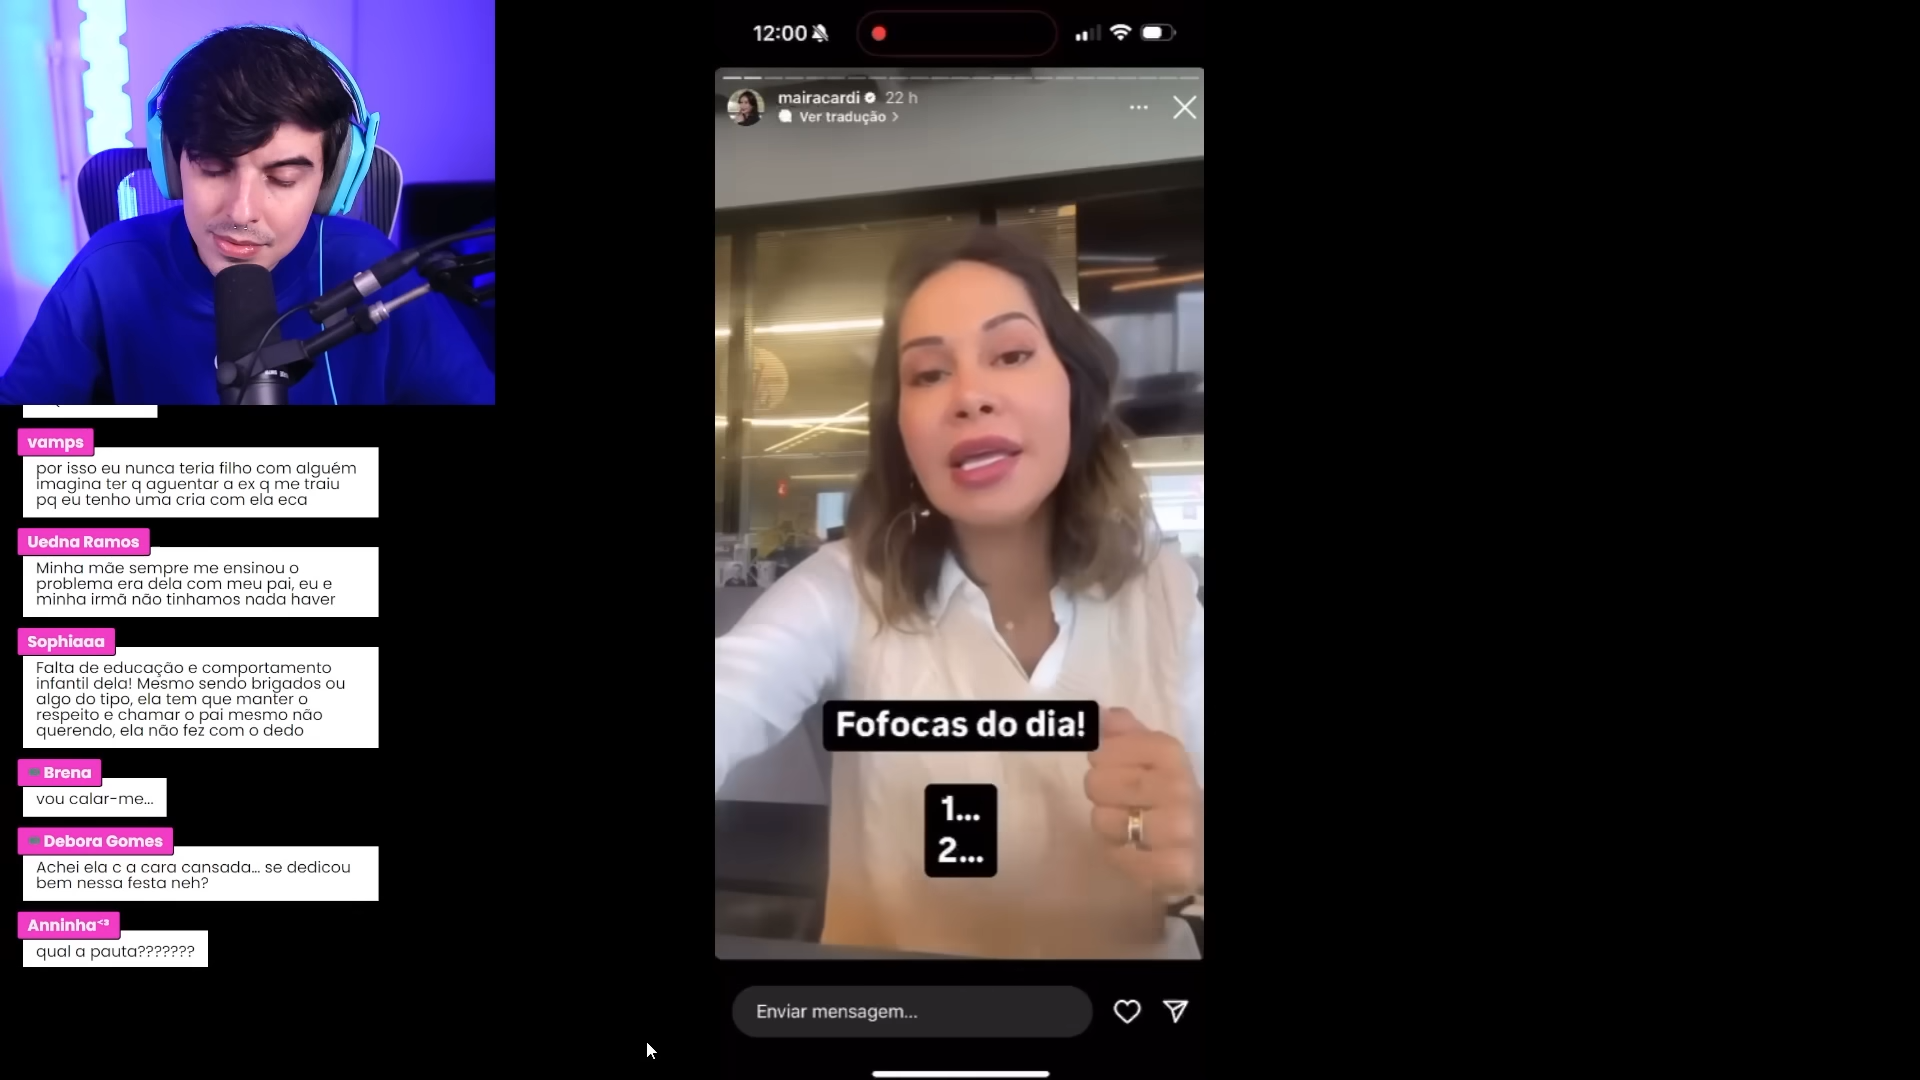 12:00
mairacardi 22 h
Ver tradução
Fofocas do dia!
1...
2...
Enviar mensagem...
vamps
por isso eu nunca teria filho com alguém
imagina ter q aguentar a ex q me traiu
pq eu tenho uma cria com ela eca
Uedna Ramos
Minha mãe sempre me ensinou o
problema era dela com meu pai, eu e
minha irmã não tinhamos nada haver
Sophiaaa
Falta de educação e comportamento
infantil dela! Mesmo sendo brigados ou
algo do tipo, ela tem que manter o
respeito e chamar o pai mesmo não
querendo, ela não fez com o dedo
Brena
vou calar-me...
Debora Gomes
Achei ela c a cara cansada... se dedicou
bem nessa festa neh?
Anninha<3
qual a pauta???????